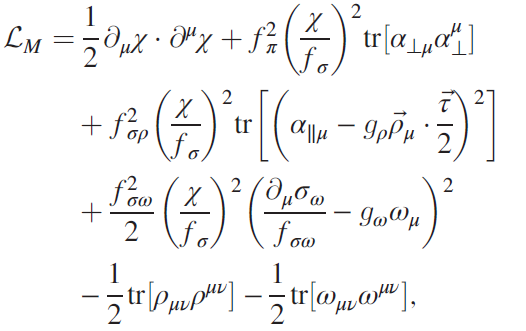 \mathcal{L}_M = \frac{1}{2}\partial_\mu\chi \cdot \partial^\mu\chi + f_\pi^2 \left(\frac{\chi}{f_\sigma}\right)^2 \mathrm{tr}[\alpha_{\perp\mu}\alpha_\perp^\mu]
+ f_{\sigma\rho}^2 \left(\frac{\chi}{f_\sigma}\right)^2 \mathrm{tr}\left[\left(\alpha_{\parallel\mu} - g_\rho\vec{\rho}_\mu \cdot \frac{\vec{\tau}}{2}\right)^2\right]
+ \frac{f_{\sigma\omega}^2}{2} \left(\frac{\chi}{f_\sigma}\right)^2 \left(\frac{\partial_\mu\sigma_\omega}{f_{\sigma\omega}} - g_\omega\omega_\mu\right)^2
- \frac{1}{2}\mathrm{tr}[\rho_{\mu\nu}\rho^{\mu\nu}] - \frac{1}{2}\mathrm{tr}[\omega_{\mu\nu}\omega^{\mu\nu}],